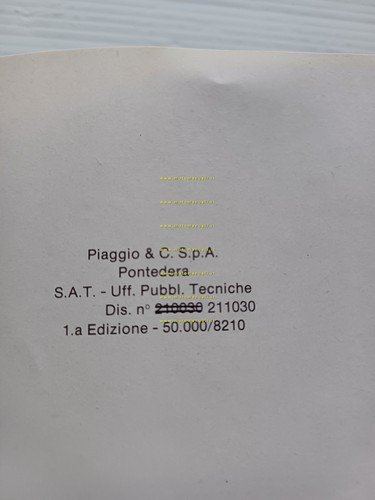 Piaggio & C. S.p.A.
Pontedera
S.A.T. - Uff. Pubbl. Tecniche
Dis. n° 210030 211030
1.a Edizione - 50.000/8210